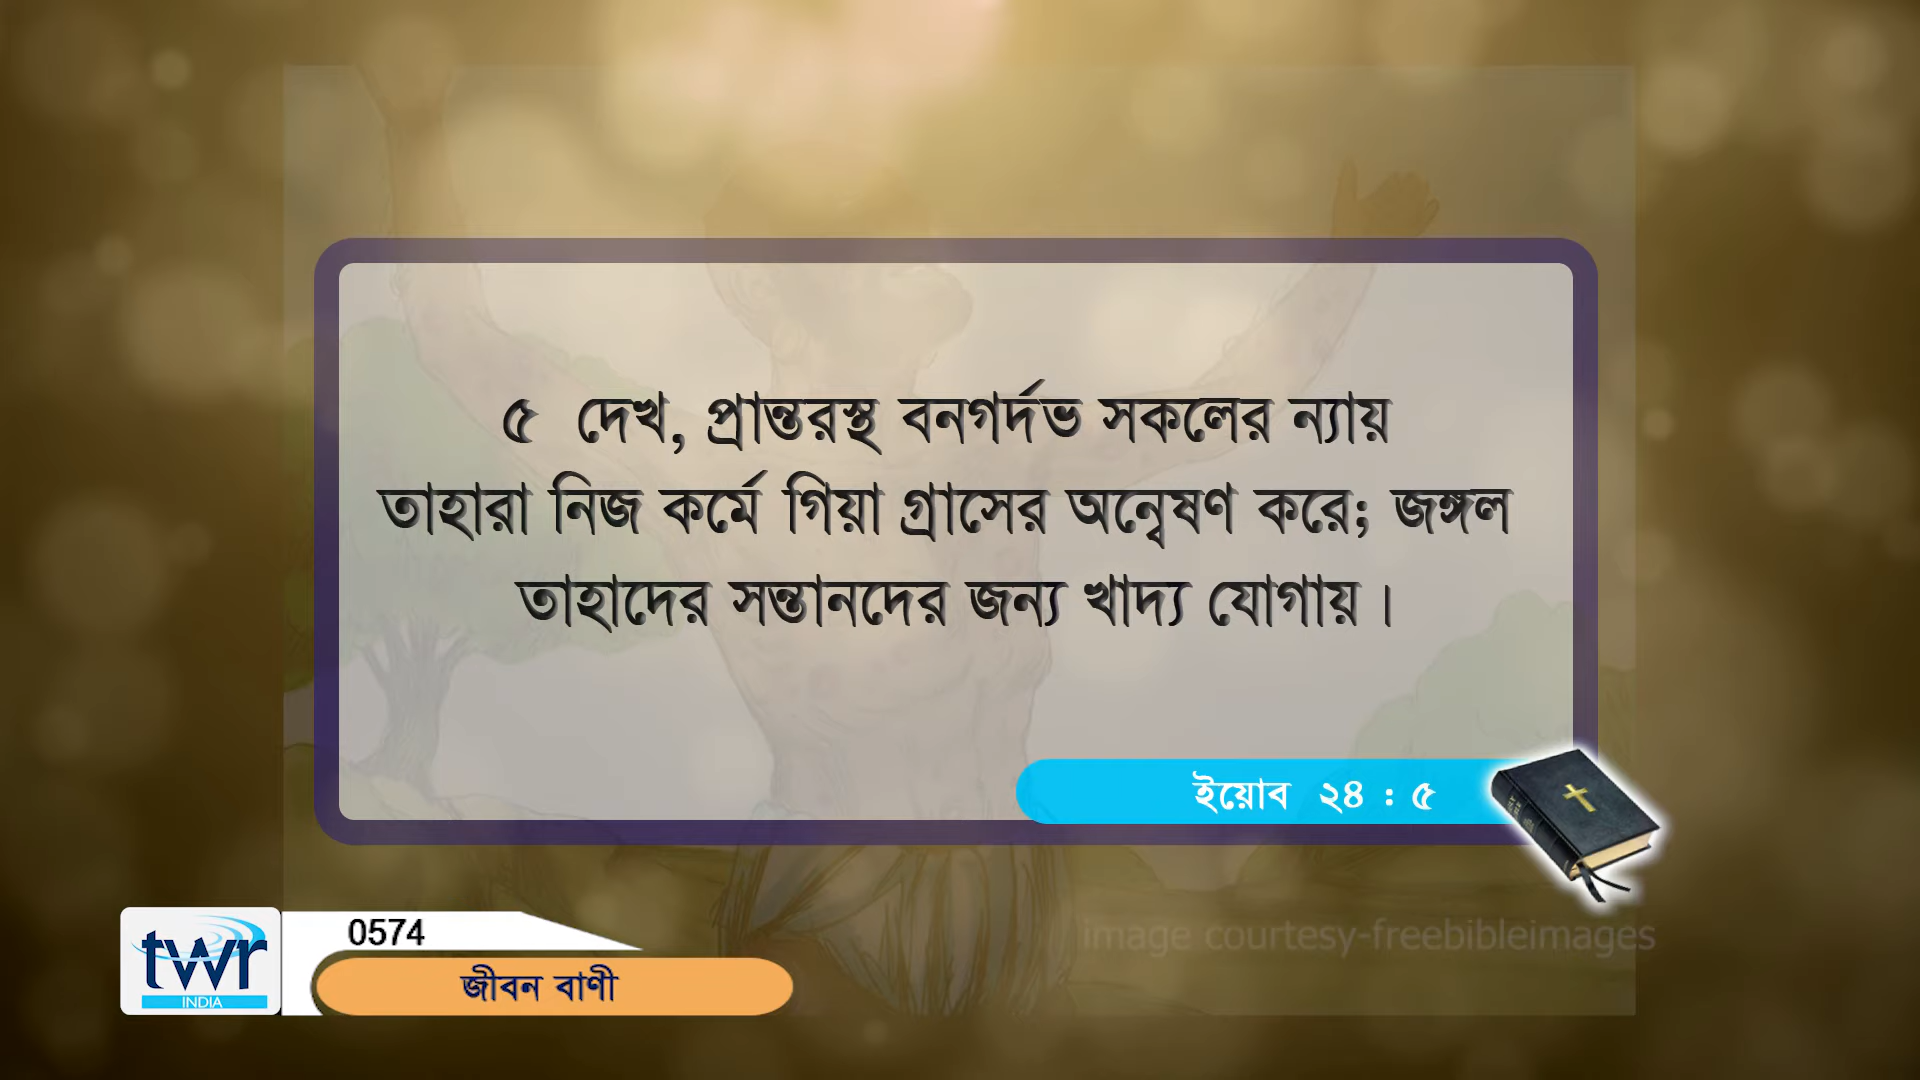 ৫ দেখ, প্রান্তরস্থ বনগর্দভ সকলের ন্যায়
তাহারা নিজ কর্মে গিয়া গ্রাসের অন্বেষণ করে; জঙ্গল
তাহাদের সন্তানদের জন্য খাদ্য যোগায়।
ইয়োব ২৪ : ৫
image courtesy-freebibleimages
0574
twr
INDIA
জীবন বাণী